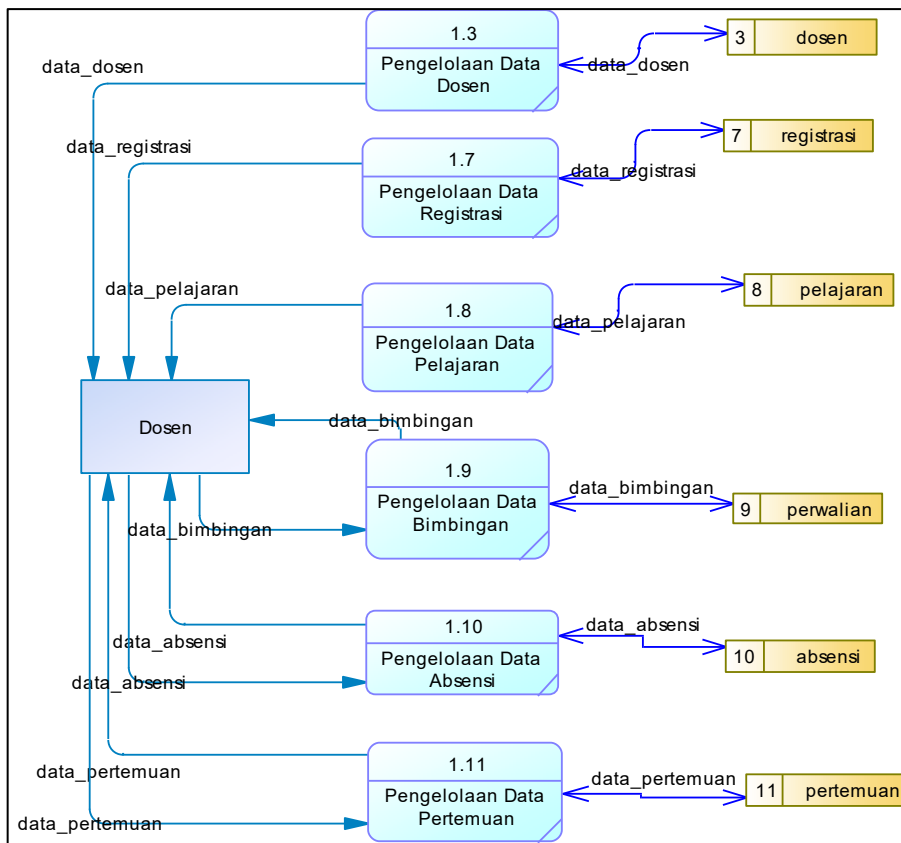 1.3
Pengelolaan Data
Dosen
3 dosen
data_dosen
data_dosen
1.7
Pengelolaan Data
Registrasi
7 registrasi
data_registrasi
data_registrasi
1.8
Pengelolaan Data
Pelajaran
8 pelajaran
data_pelajaran
data_pelajaran
Dosen
data_bimbingan
1.9
Pengelolaan Data
Bimbingan
data_bimbingan
9 perwalian
data_bimbingan
1.10
Pengelolaan Data
Absensi
data_absensi
10 absensi
data_absensi
data_absensi
1.11
Pengelolaan Data
Pertemuan
data_pertemuan
11 pertemuan
data_pertemuan
data_pertemuan